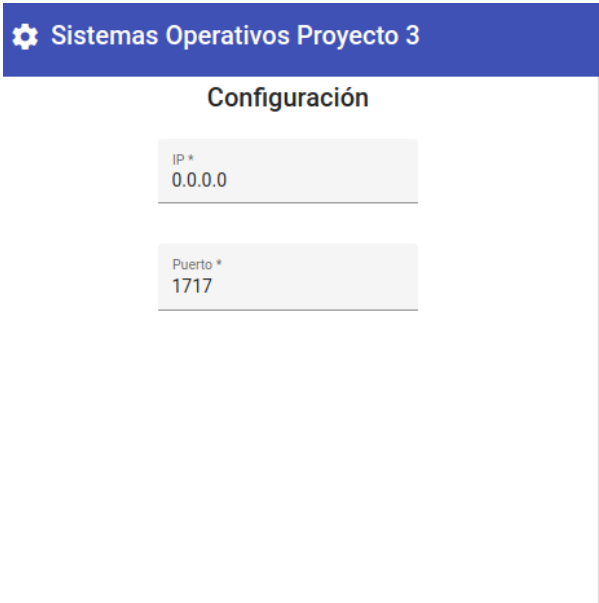 Sistemas Operativos Proyecto 3
Configuración
IP *
0.0.0.0
Puerto *
1717